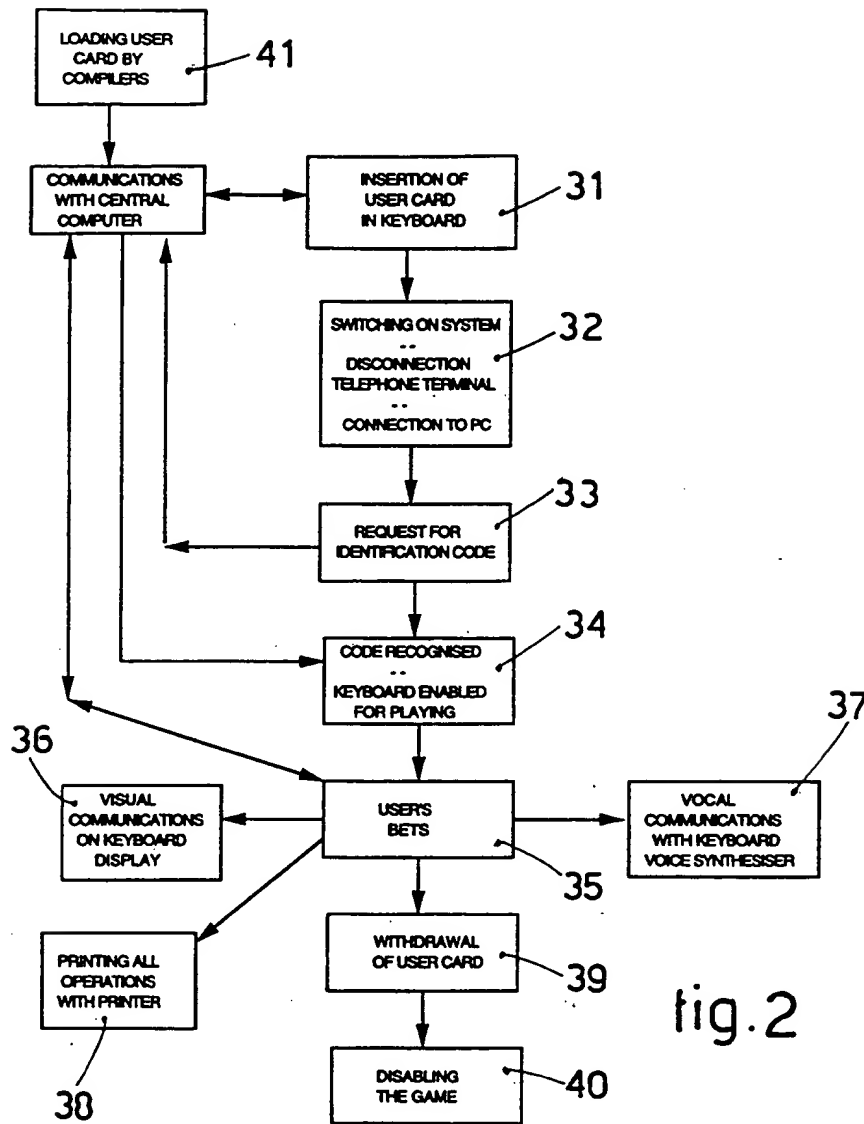 LOADING USER
CARD BY
COMPILERS
41
COMMUNICATIONS
WITH CENTRAL
COMPUTER
INSERTION OF
USER CARD
IN KEYBOARD
31
SWITCHING ON SYSTEM
--
DISCONNECTION
TELEPHONE TERMINAL
--
CONNECTION TO PC
32
REQUEST FOR
IDENTIFICATION CODE
33
CODE RECOGNISED
--
KEYBOARD ENABLED
FOR PLAYING
34
36
VISUAL
COMMUNICATIONS
ON KEYBOARD
DISPLAY
USER'S
BETS
35
37
VOCAL
COMMUNICATIONS
WITH KEYBOARD
VOICE SYNTHESISER
PRINTING ALL
OPERATIONS
WITH PRINTER
38
WITHDRAWAL
OF USER CARD
39
DISABLING
THE GAME
40
fig.2